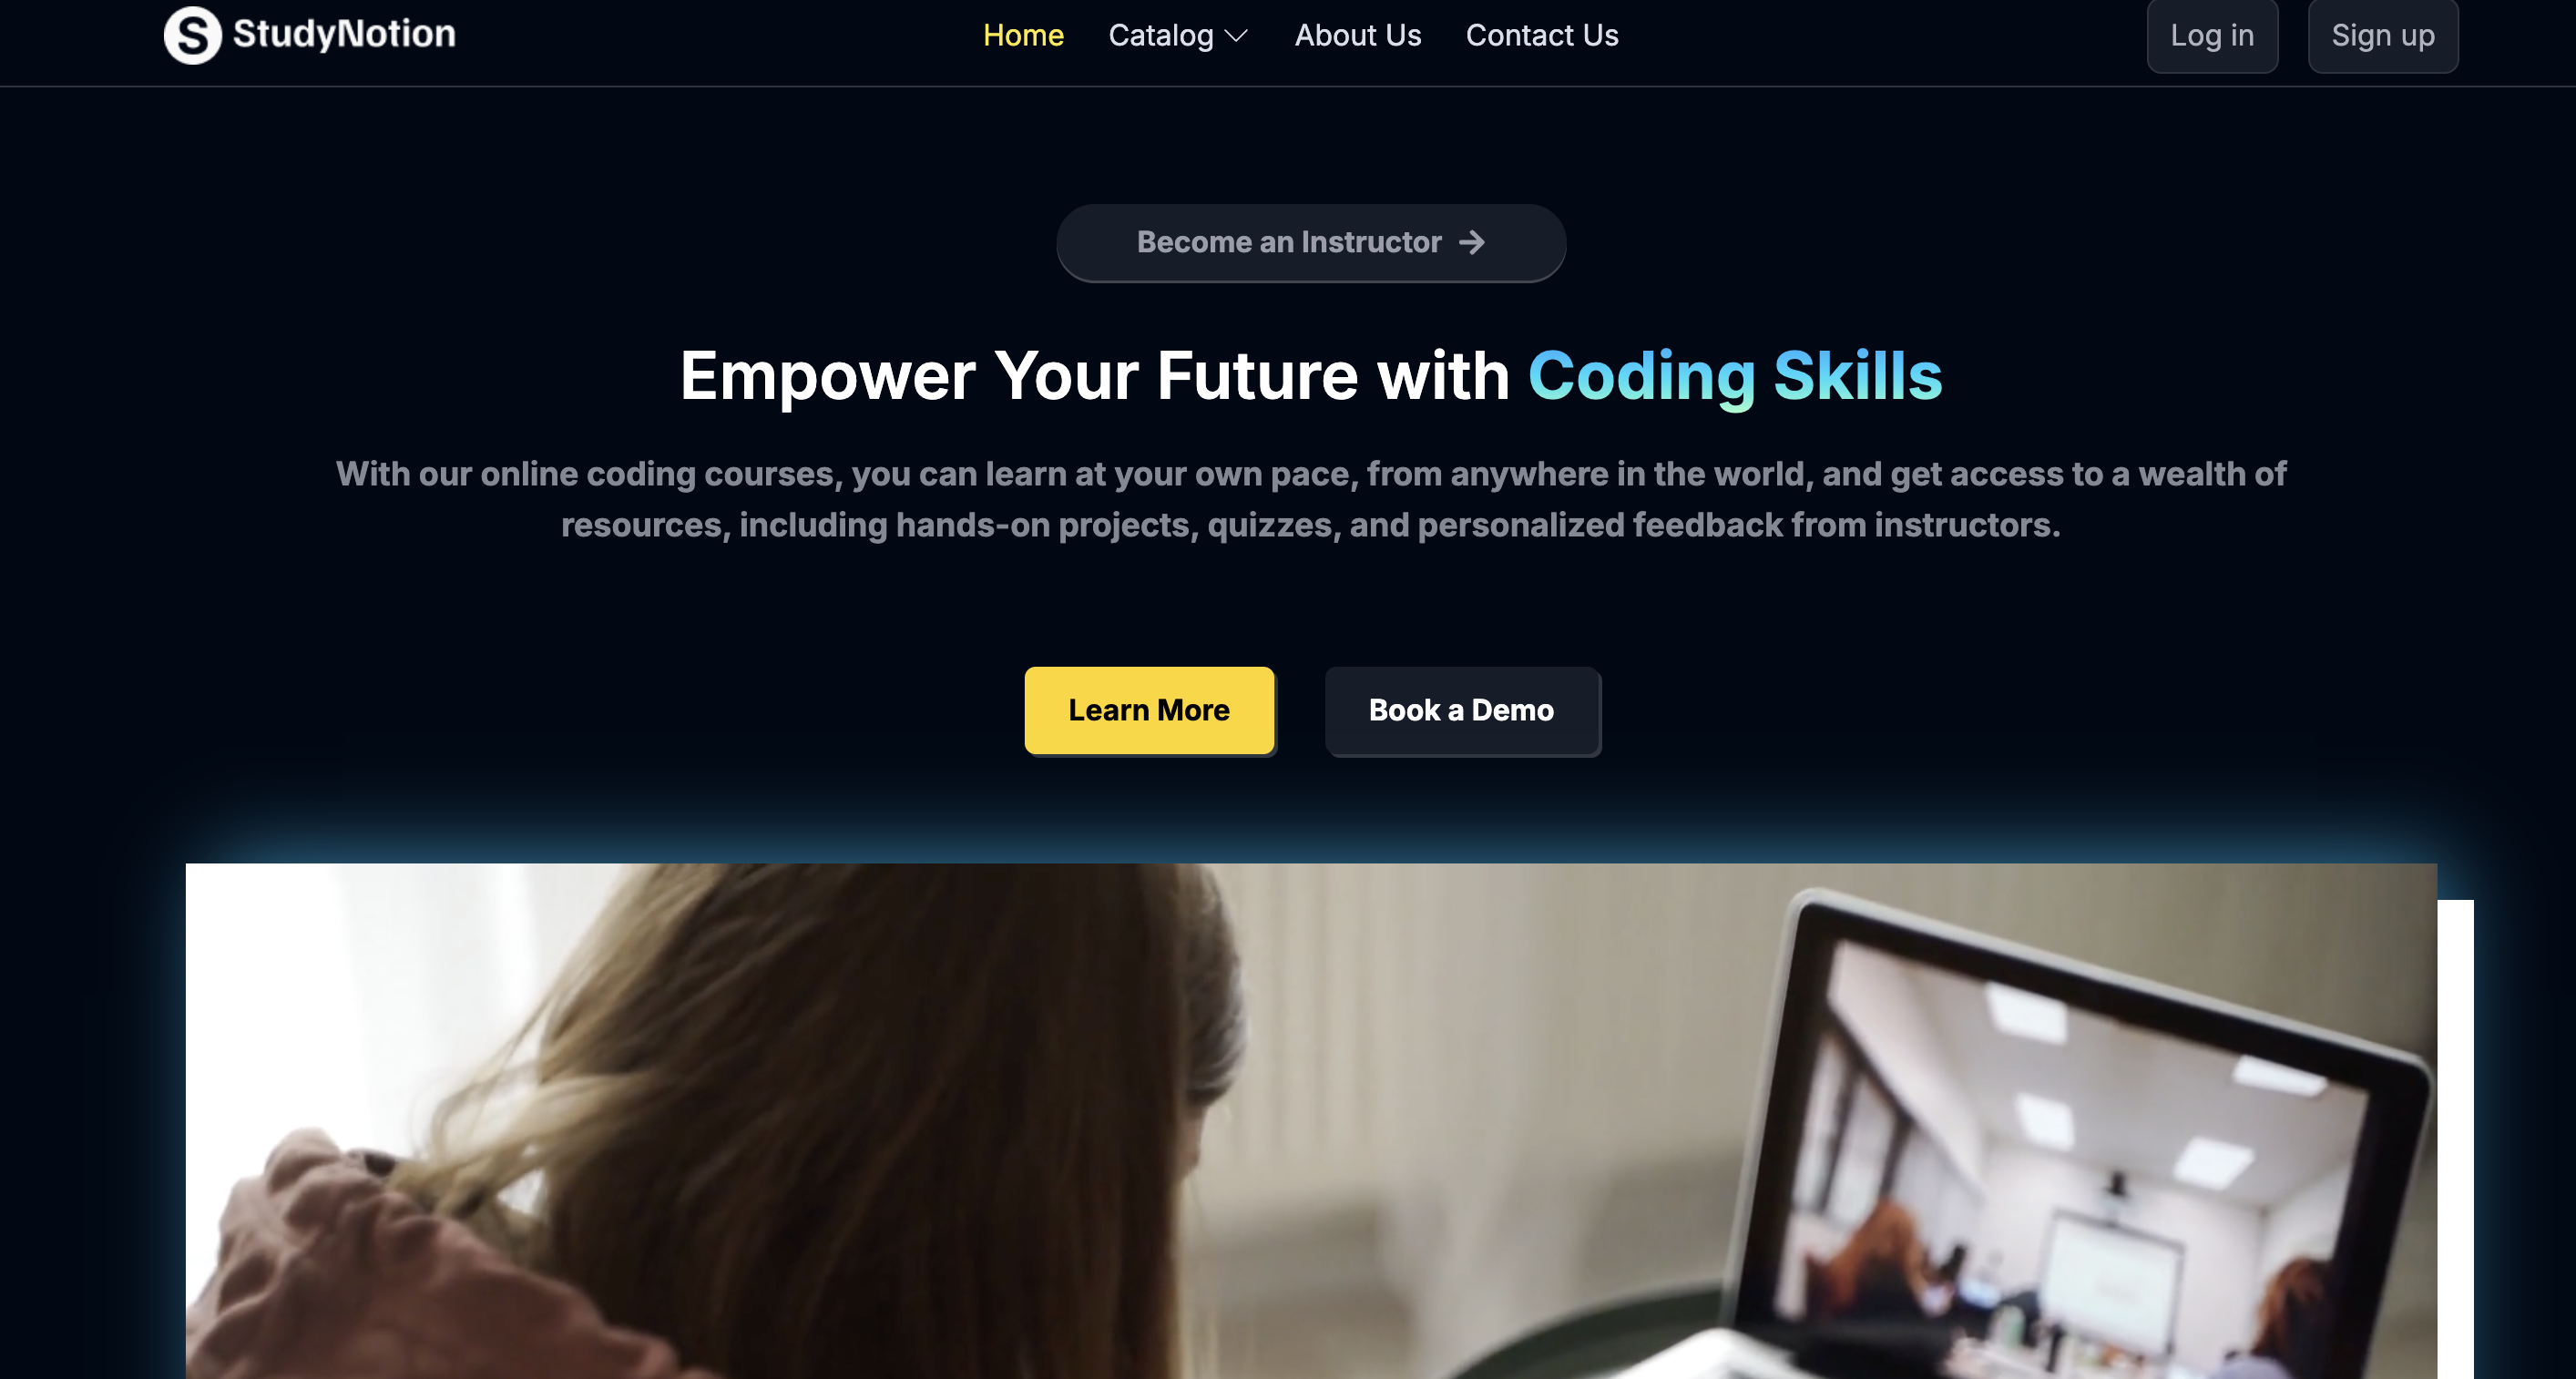 S StudyNotion
Home Catalog About Us Contact Us
Log in Sign up
Become an Instructor →
Empower Your Future with Coding Skills
With our online coding courses, you can learn at your own pace, from anywhere in the world, and get access to a wealth of
resources, including hands-on projects, quizzes, and personalized feedback from instructors.
Learn More Book a Demo